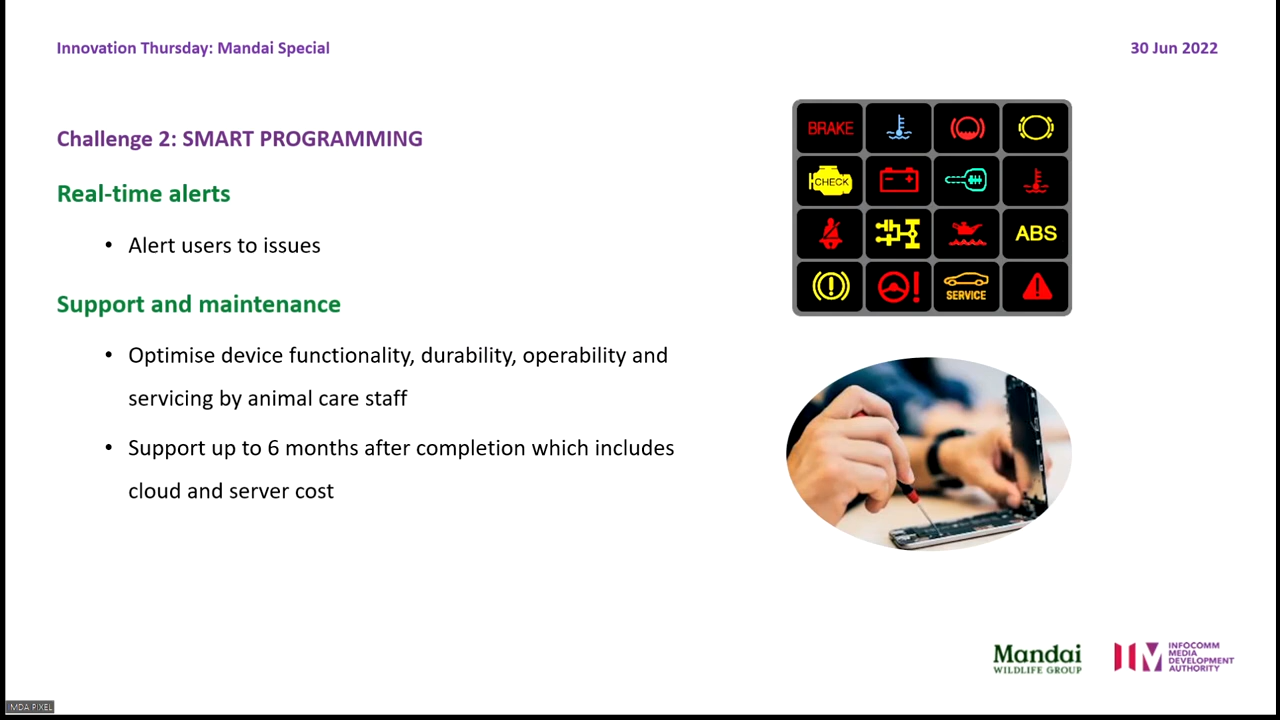 Innovation Thursday: Mandai Special
30 Jun 2022
Challenge 2: SMART PROGRAMMING
Real-time alerts
• Alert users to issues
Support and maintenance
• Optimise device functionality, durability, operability and
servicing by animal care staff
• Support up to 6 months after completion which includes
cloud and server cost
BRAKE
CHECK
ABS
SERVICE
Mandai
WILDLIFE GROUP
INFOCOMM
MEDIA
DEVELOPMENT
AUTHORITY
IMDA PIXEL